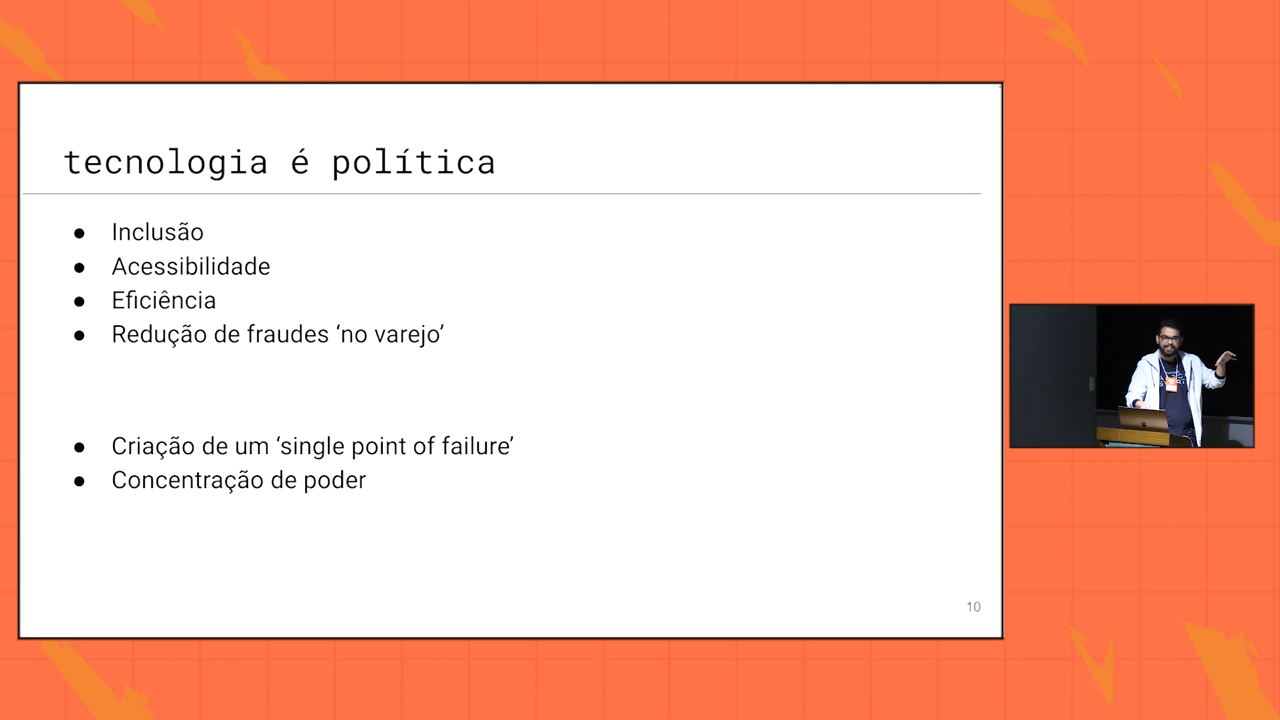 tecnologia é política
● Inclusão
● Acessibilidade
● Eficiência
● Redução de fraudes ‘no varejo’
● Criação de um ‘single point of failure’
● Concentração de poder
10